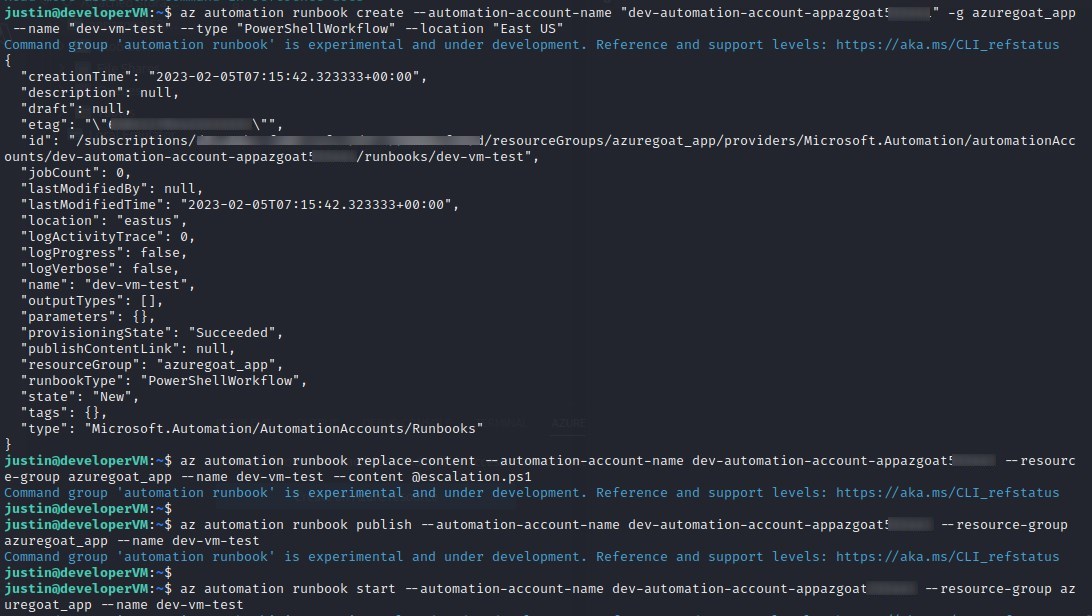 justin@developerVM:~$ az automation runbook create --automation-account-name "dev-automation-account-appazgoat5 " -g azuregoat_app
--name "dev-vm-test" --type "PowerShellWorkflow" --location "East US"
Command group 'automation runbook' is experimental and under development. Reference and support levels: https://aka.ms/CLI_refstatus
{
"creationTime": "2023-02-05T07:15:42.323333+00:00",
"description": null,
"draft": null,
"etag": "\" \"",
"id": "/subscriptions/ /resourceGroups/azuregoat_app/providers/Microsoft.Automation/automationAcc
ounts/dev-automation-account-appazgoat5 /runbooks/dev-vm-test",
"jobCount": 0,
"lastModifiedBy": null,
"lastModifiedTime": "2023-02-05T07:15:42.323333+00:00",
"location": "eastus",
"logActivityTrace": 0,
"logProgress": false,
"logVerbose": false,
"name": "dev-vm-test",
"outputTypes": [],
"parameters": {},
"provisioningState": "Succeeded",
"publishContentLink": null,
"resourceGroup": "azuregoat_app",
"runbookType": "PowerShellWorkflow",
"state": "New",
"tags": {},
"type": "Microsoft.Automation/AutomationAccounts/Runbooks"
}
justin@developerVM:~$ az automation runbook replace-content --automation-account-name dev-automation-account-appazgoat5 --resourc
e-group azuregoat_app --name dev-vm-test --content @escalation.ps1
Command group 'automation runbook' is experimental and under development. Reference and support levels: https://aka.ms/CLI_refstatus
justin@developerVM:~$
justin@developerVM:~$ az automation runbook publish --automation-account-name dev-automation-account-appazgoat5 --resource-group
azuregoat_app --name dev-vm-test
Command group 'automation runbook' is experimental and under development. Reference and support levels: https://aka.ms/CLI_refstatus
justin@developerVM:~$
justin@developerVM:~$ az automation runbook start --automation-account-name dev-automation-account-appazgoat --resource-group az
uregoat_app --name dev-vm-test